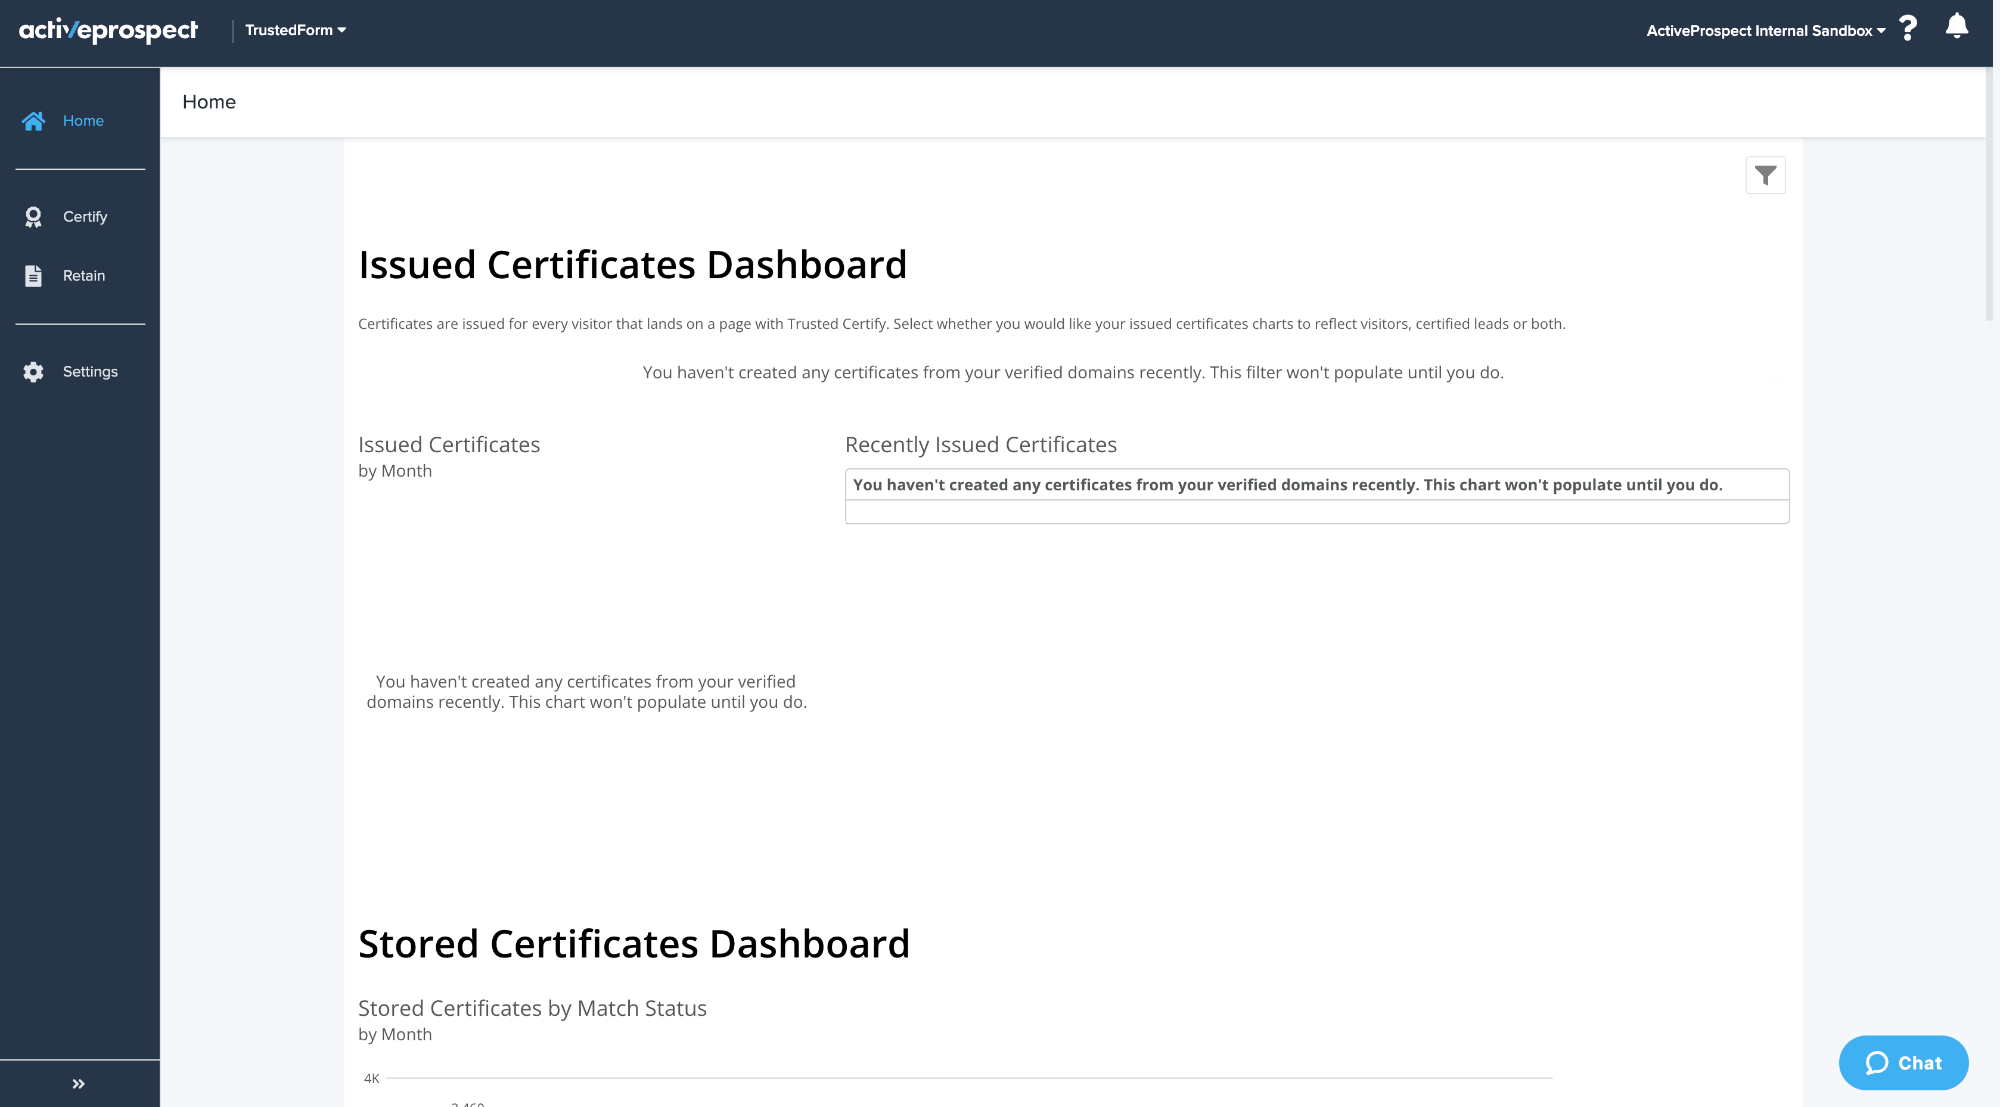 activeprospect
TrustedForm
ActiveProspect Internal Sandbox
?
Home
Home
Certify
Retain
Settings
Issued Certificates Dashboard
Certificates are issued for every visitor that lands on a page with Trusted Certify. Select whether you would like your issued certificates charts to reflect visitors, certified leads or both.
You haven't created any certificates from your verified domains recently. This filter won't populate until you do.
Issued Certificates
by Month
Recently Issued Certificates
You haven't created any certificates from your verified domains recently. This chart won't populate until you do.
You haven't created any certificates from your verified
domains recently. This chart won't populate until you do.
Stored Certificates Dashboard
Stored Certificates by Match Status
by Month
4K
Chat